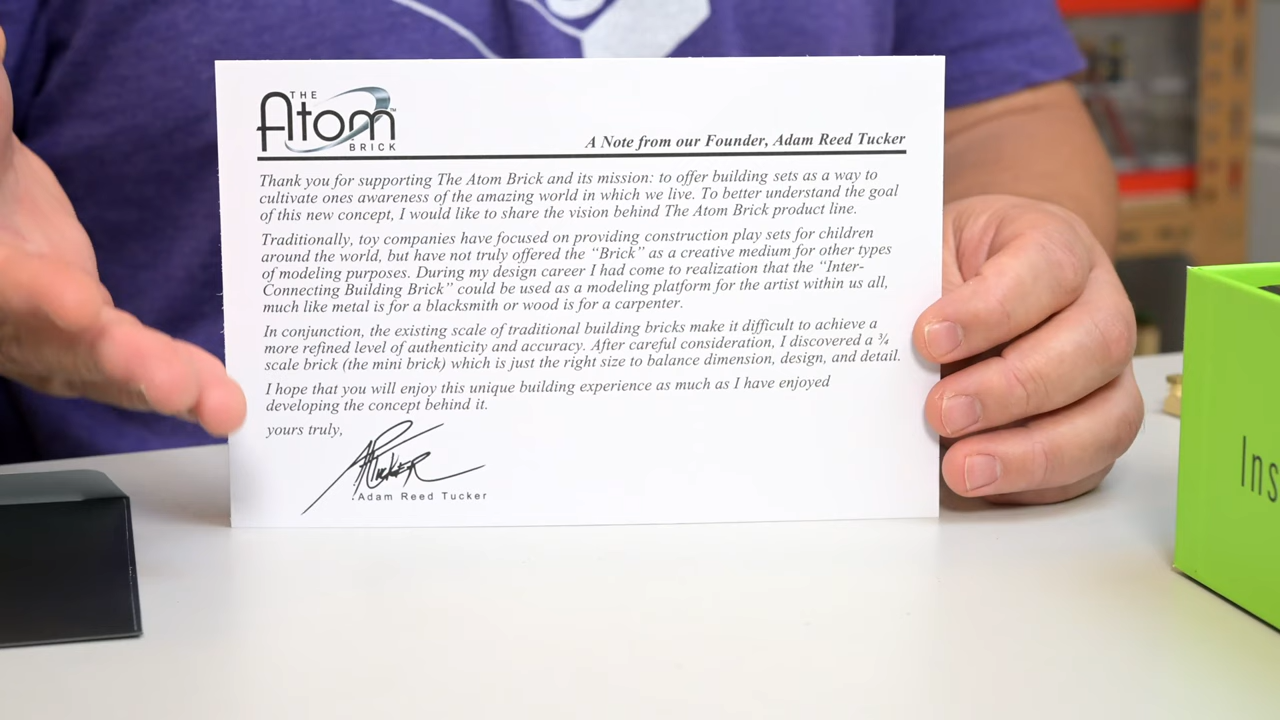 THE
Atom™
BRICK
A Note from our Founder, Adam Reed Tucker
Thank you for supporting The Atom Brick and its mission: to offer building sets as a way to
cultivate ones awareness of the amazing world in which we live. To better understand the goal
of this new concept, I would like to share the vision behind The Atom Brick product line.
Traditionally, toy companies have focused on providing construction play sets for children
around the world, but have not truly offered the “Brick” as a creative medium for other types
of modeling purposes. During my design career I had come to realization that the “Inter-
Connecting Building Brick” could be used as a modeling platform for the artist within us all,
much like metal is for a blacksmith or wood is for a carpenter.
In conjunction, the existing scale of traditional building bricks make it difficult to achieve a
more refined level of authenticity and accuracy. After careful consideration, I discovered a ¾
scale brick (the mini brick) which is just the right size to balance dimension, design, and detail.
I hope that you will enjoy this unique building experience as much as I have enjoyed
developing the concept behind it.
yours truly,
ARTUCKER
Adam Reed Tucker
Ins